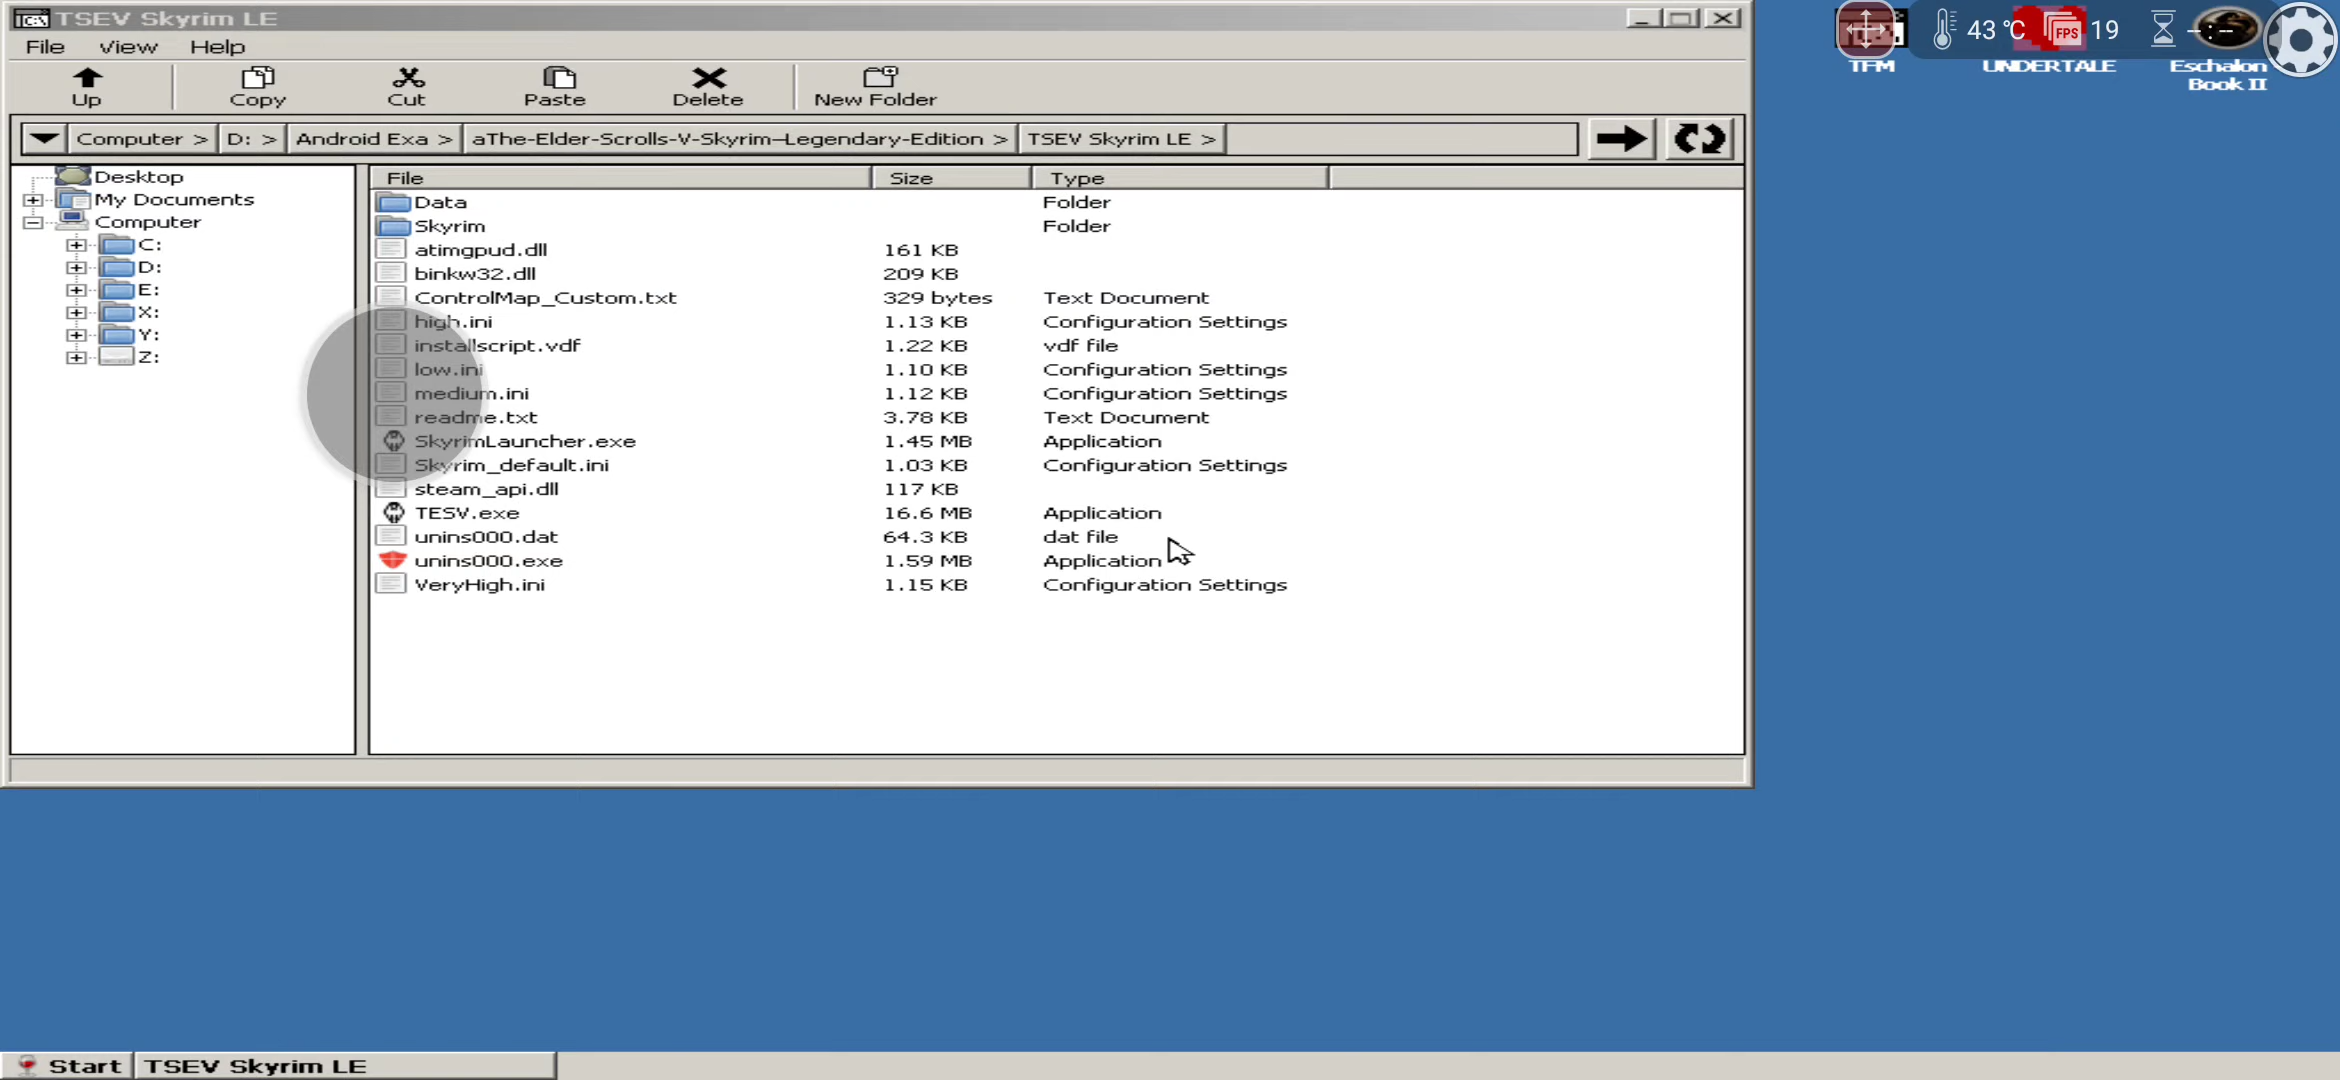 TSEV Skyrim LE
File View Help
Up Copy Cut Paste Delete New Folder
Computer > D: > Android Exa > aThe-Elder-Scrolls-V-Skyrim–Legendary-Edition > TSEV Skyrim LE >
Desktop
My Documents
Computer
C:
D:
E:
X:
Y:
Z:
File Size Type
Data Folder
Skyrim Folder
atimgpud.dll 161 KB
binkw32.dll 209 KB
ControlMap_Custom.txt 329 bytes Text Document
high.ini 1.13 KB Configuration Settings
installscript.vdf 1.22 KB vdf file
low.ini 1.10 KB Configuration Settings
medium.ini 1.12 KB Configuration Settings
readme.txt 3.78 KB Text Document
SkyrimLauncher.exe 1.45 MB Application
Skyrim_default.ini 1.03 KB Configuration Settings
steam_api.dll 117 KB
TESV.exe 16.6 MB Application
unins000.dat 64.3 KB dat file
unins000.exe 1.59 MB Application
VeryHigh.ini 1.15 KB Configuration Settings
43 ℃ FPS 19 –:--
TFM
UNDERTALE
Eschalon
Book II
Start TSEV Skyrim LE